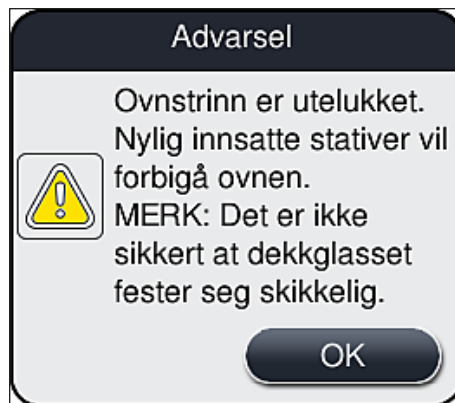 Advarsel
Ovnstrinn er utelukket.
Nylig innsatte stativer vil
forbigå ovnen.
MERK: Det er ikke
sikkert at dekkglasset
fester seg skikkelig.
OK